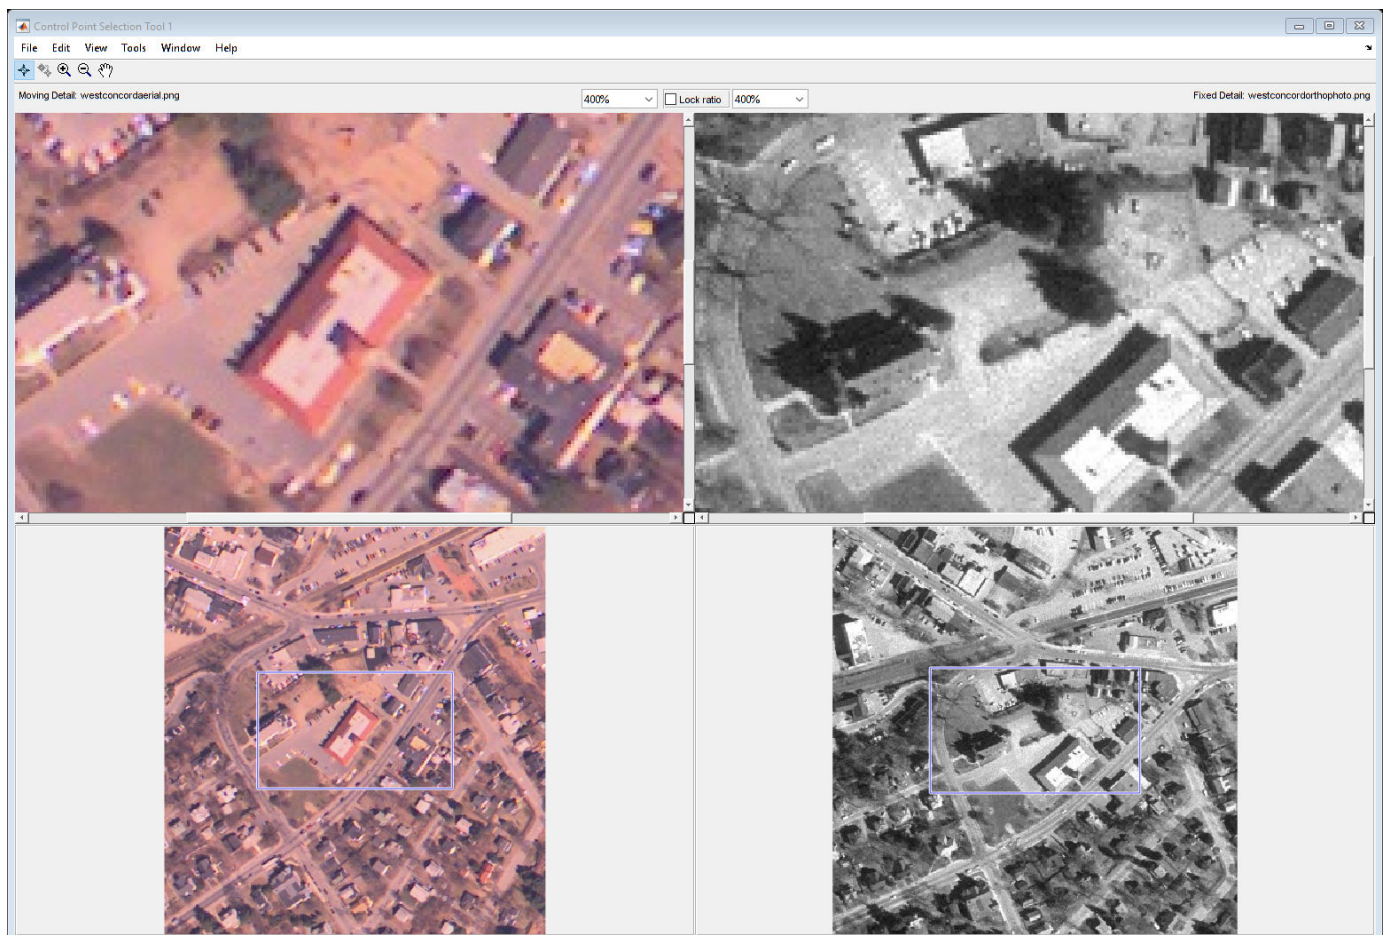 Control Point Selection Tool 1
File Edit View Tools Window Help
Moving Detail: westconcordaerial.png 400% Lock ratio 400% Fixed Detail: westconcordorthophoto.png